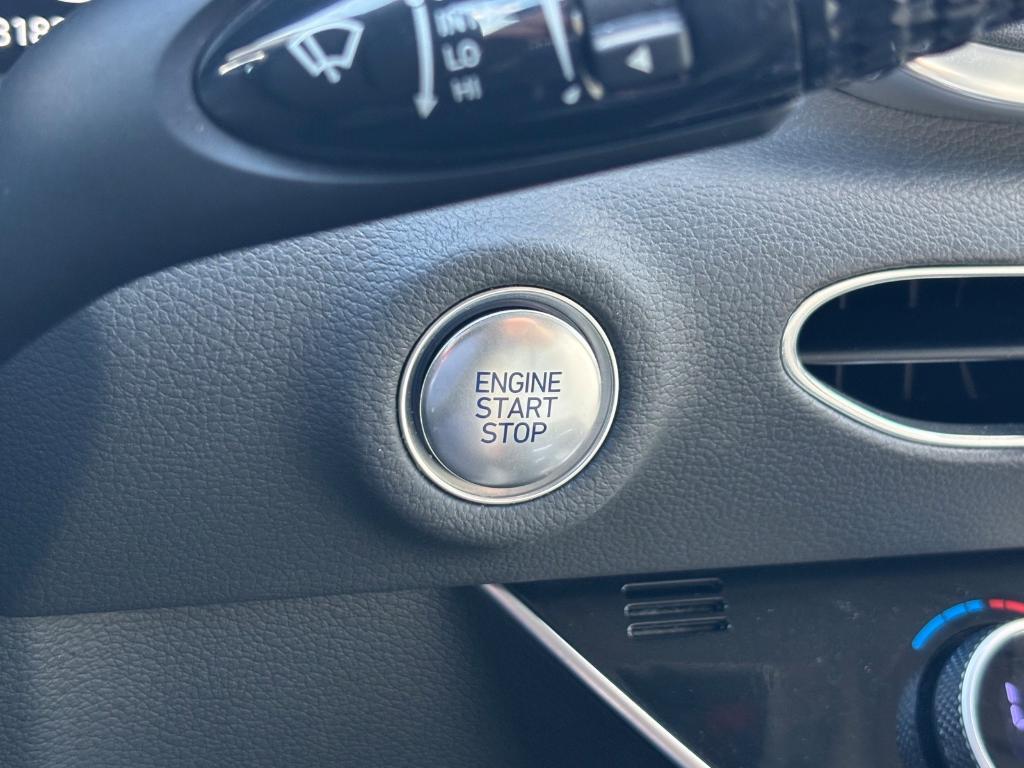 INT
LO
HI
ENGINE
START
STOP